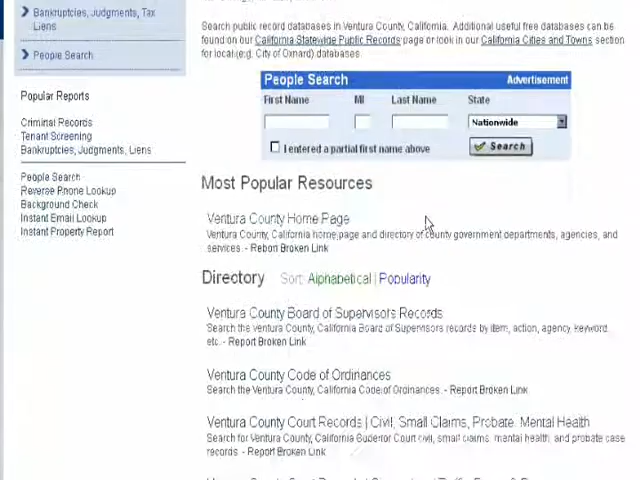 Bankruptcies, Judgments, Tax
Liens
People Search
Popular Reports
Criminal Records
Tenant Screening
Bankruptcies, Judgments, Liens
People Search
Reverse Phone Lookup
Background Check
Instant Email Lookup
Instant Property Report
Search public record databases in Ventura County, California. Additional useful free databases can be
found on our California Statewide Public Records page or look in our California Cities and Towns section
for local (e.g. City of Oxnard) databases.
People Search Advertisement
First Name MI Last Name State
Nationwide
I entered a partial first name above Search
Most Popular Resources
Ventura County Home Page
Ventura County, California home page and directory of county government departments, agencies, and
services. - Report Broken Link
Directory Sort: Alphabetical | Popularity
Ventura County Board of Supervisors Records
Search the Ventura County, California Board of Supervisors records by item, action, agency, keyword,
etc. - Report Broken Link
Ventura County Code of Ordinances
Search the Ventura County, California Code of Ordinances. - Report Broken Link
Ventura County Court Records | Civil, Small Claims, Probate, Mental Health
Search for Ventura County, California Superior Court civil, small claims, mental health, and probate case
records. - Report Broken Link